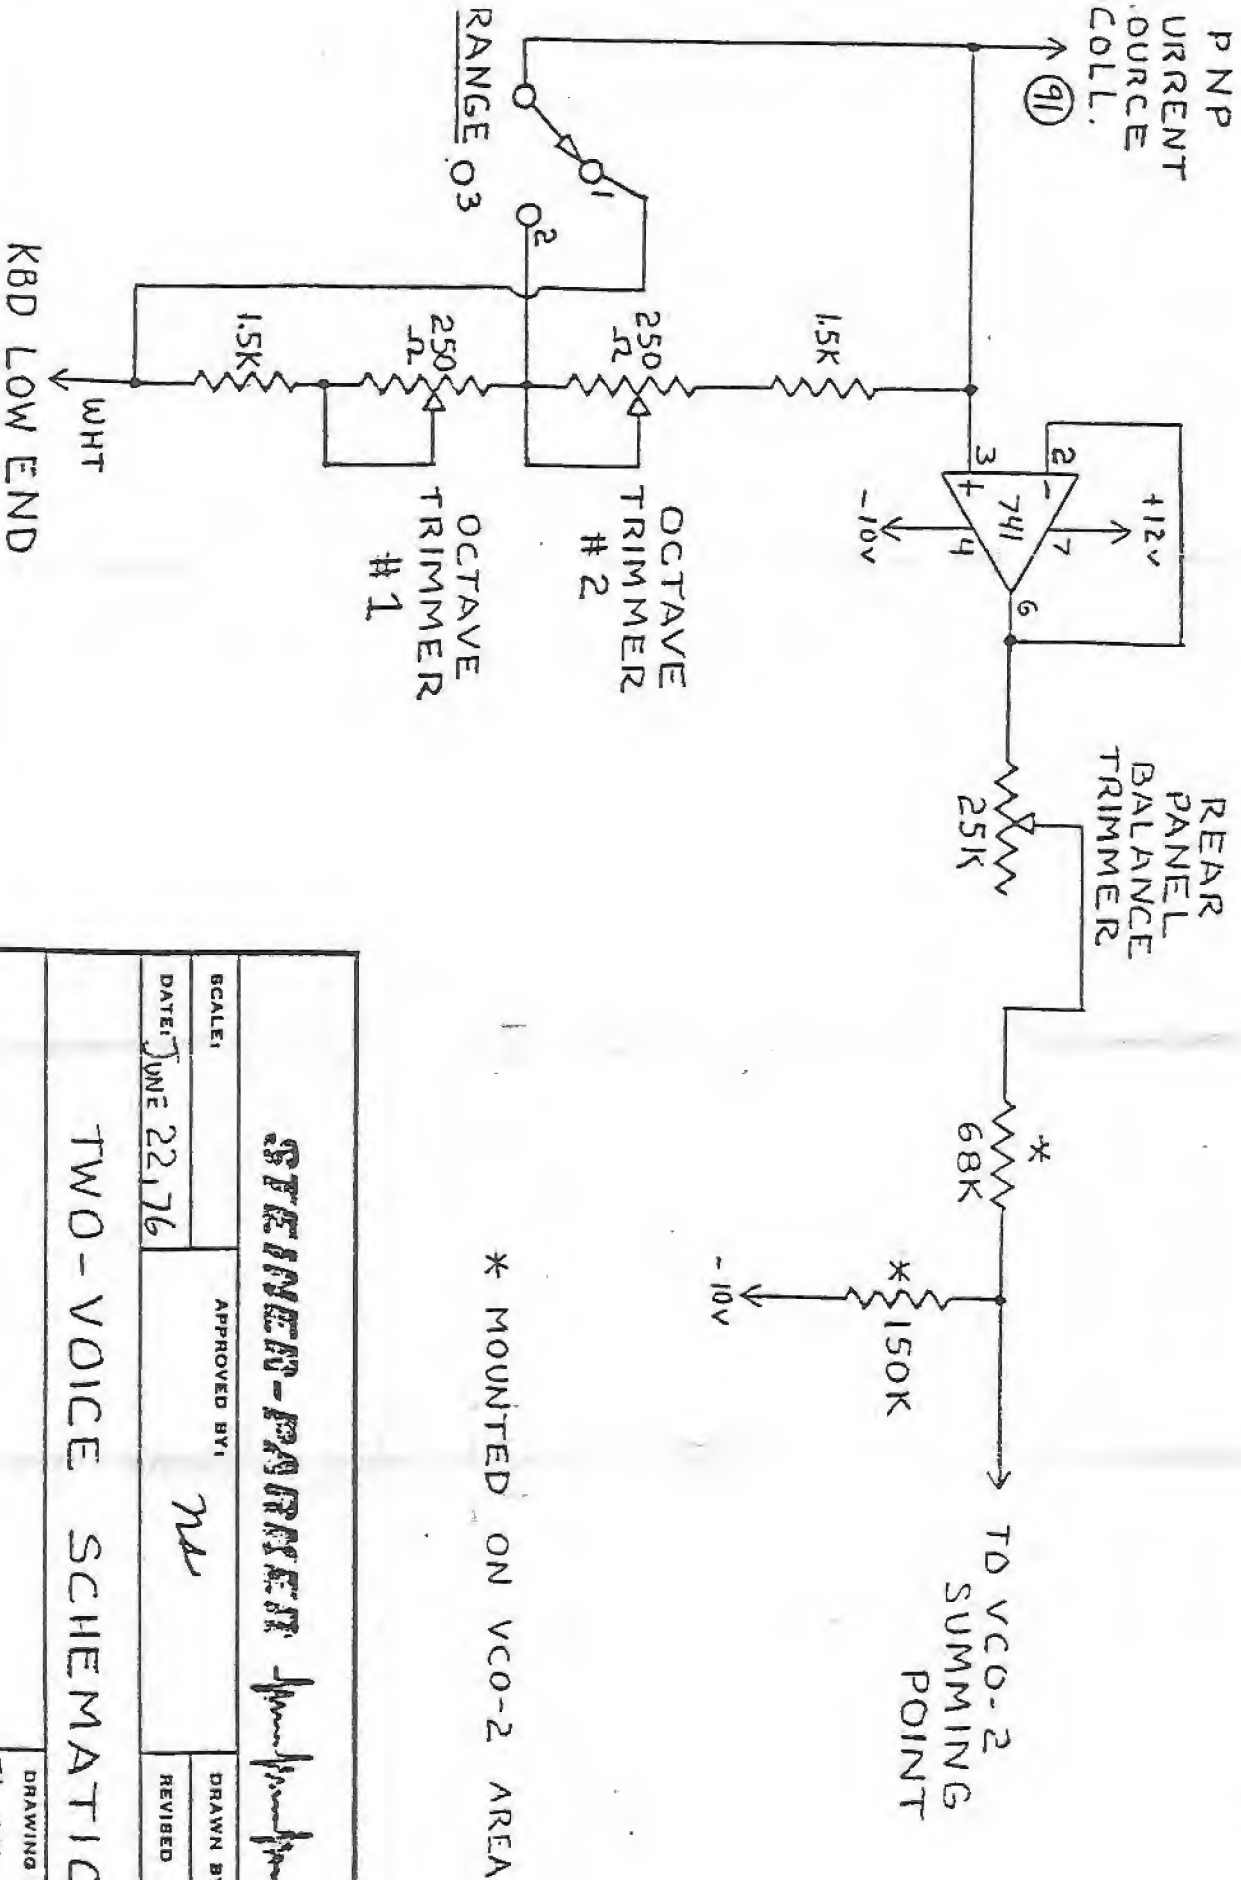 PNP
URRENT
OURCE
COLL.
91
RANGE
1
2
03
KBD LOW END
WHT
1.5K
250
Ω
250
Ω
1.5K
OCTAVE
TRIMMER
#1
OCTAVE
TRIMMER
#2
2
3
-
+
741
7
4
6
+12V
-10V
REAR
PANEL
BALANCE
TRIMMER
25K
*
68K
*
150K
-10V
TO VCO-2
SUMMING
POINT
* MOUNTED ON VCO-2 AREA
STEINER-PARKER
SCALE:
APPROVED BY:
DRAWN BY
DATE: JUNE 22, 76
ns
REVISED
TWO-VOICE SCHEMATIC
DRAWING